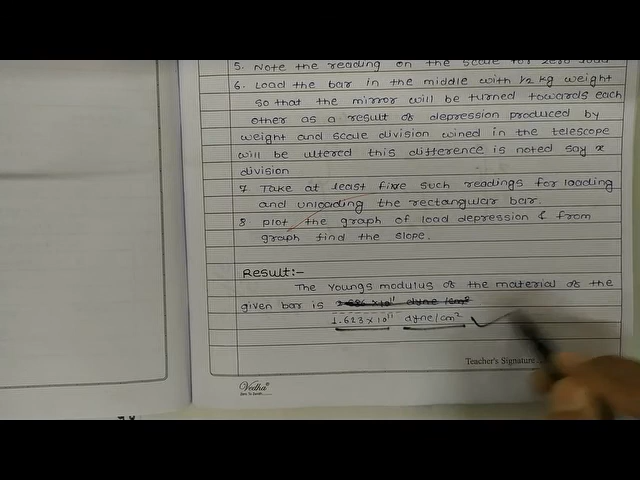 5. Note the reading on the scale for zero load
6. Load the bar in the middle with 1/2 kg weight
so that the mirror will be turned towards each
other as a result of depression produced by
weight and scale division wined in the telescope
will be altered this difference is noted say x
division
7 Take at least five such readings for loading
and unloading the rectangular bar.
8 plot the graph of load depression & from
graph find the slope.
Result:-
The Youngs modulus of the material of the
given bar is
1.623 × 10¹¹ dyne/cm²
Teacher's Signature
Vedha®